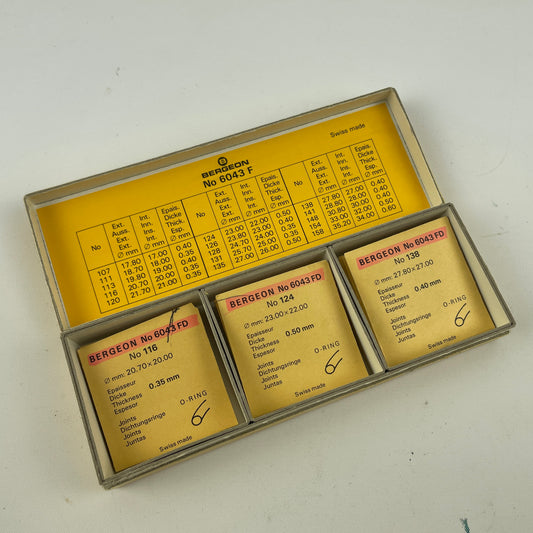 Swiss made
B
BERGEON
No 6043 F
No Ext. Auss. Ext. Ø mm Int. Inn. Int. Ø mm Epais. Dicke Thick. Esp. mm
107 17.80 17.00 0.40
111 18.70 18.00 0.35
113 19.80 19.00 0.40
116 20.70 20.00 0.35
120 21.70 21.00 0.35
No Ext. Auss. Ext. Ø mm Int. Inn. Int. Ø mm Epais. Dicke Thick. Esp. mm
124 23.00 22.00 0.50
126 23.80 23.00 0.40
128 24.70 24.00 0.35
131 25.70 25.00 0.35
135 27.00 26.00 0.50
No Ext. Auss. Ext. Ø mm Int. Inn. Int. Ø mm Epais. Dicke Thick. Esp. mm
138 27.80 27.00 0.40
141 28.80 28.00 0.40
148 30.80 30.00 0.40
154 33.00 32.00 0.50
158 35.20 34.00 0.60
BERGEON No 6043 FD
No 116
Ø mm: 20.70 x 20.00
Epaisseur
Dicke
Thickness 0.35 mm
Espesor
O-RING
Joints
Dichtungsringe
Juntas
6
Swiss made
BERGEON No 6043 FD
No 124
Ø mm: 23.00 x 22.00
Epaisseur
Dicke
Thickness 0.50 mm
Espesor
O-RING
Joints
Dichtungsringe
Juntas
6
Swiss made
BERGEON No 6043 FD
No 138
Ø mm: 27.80 x 27.00
Epaisseur
Dicke
Thickness 0.40 mm
Espesor
O-RING
Joints
Dichtungsringe
Juntas
6
Swiss made